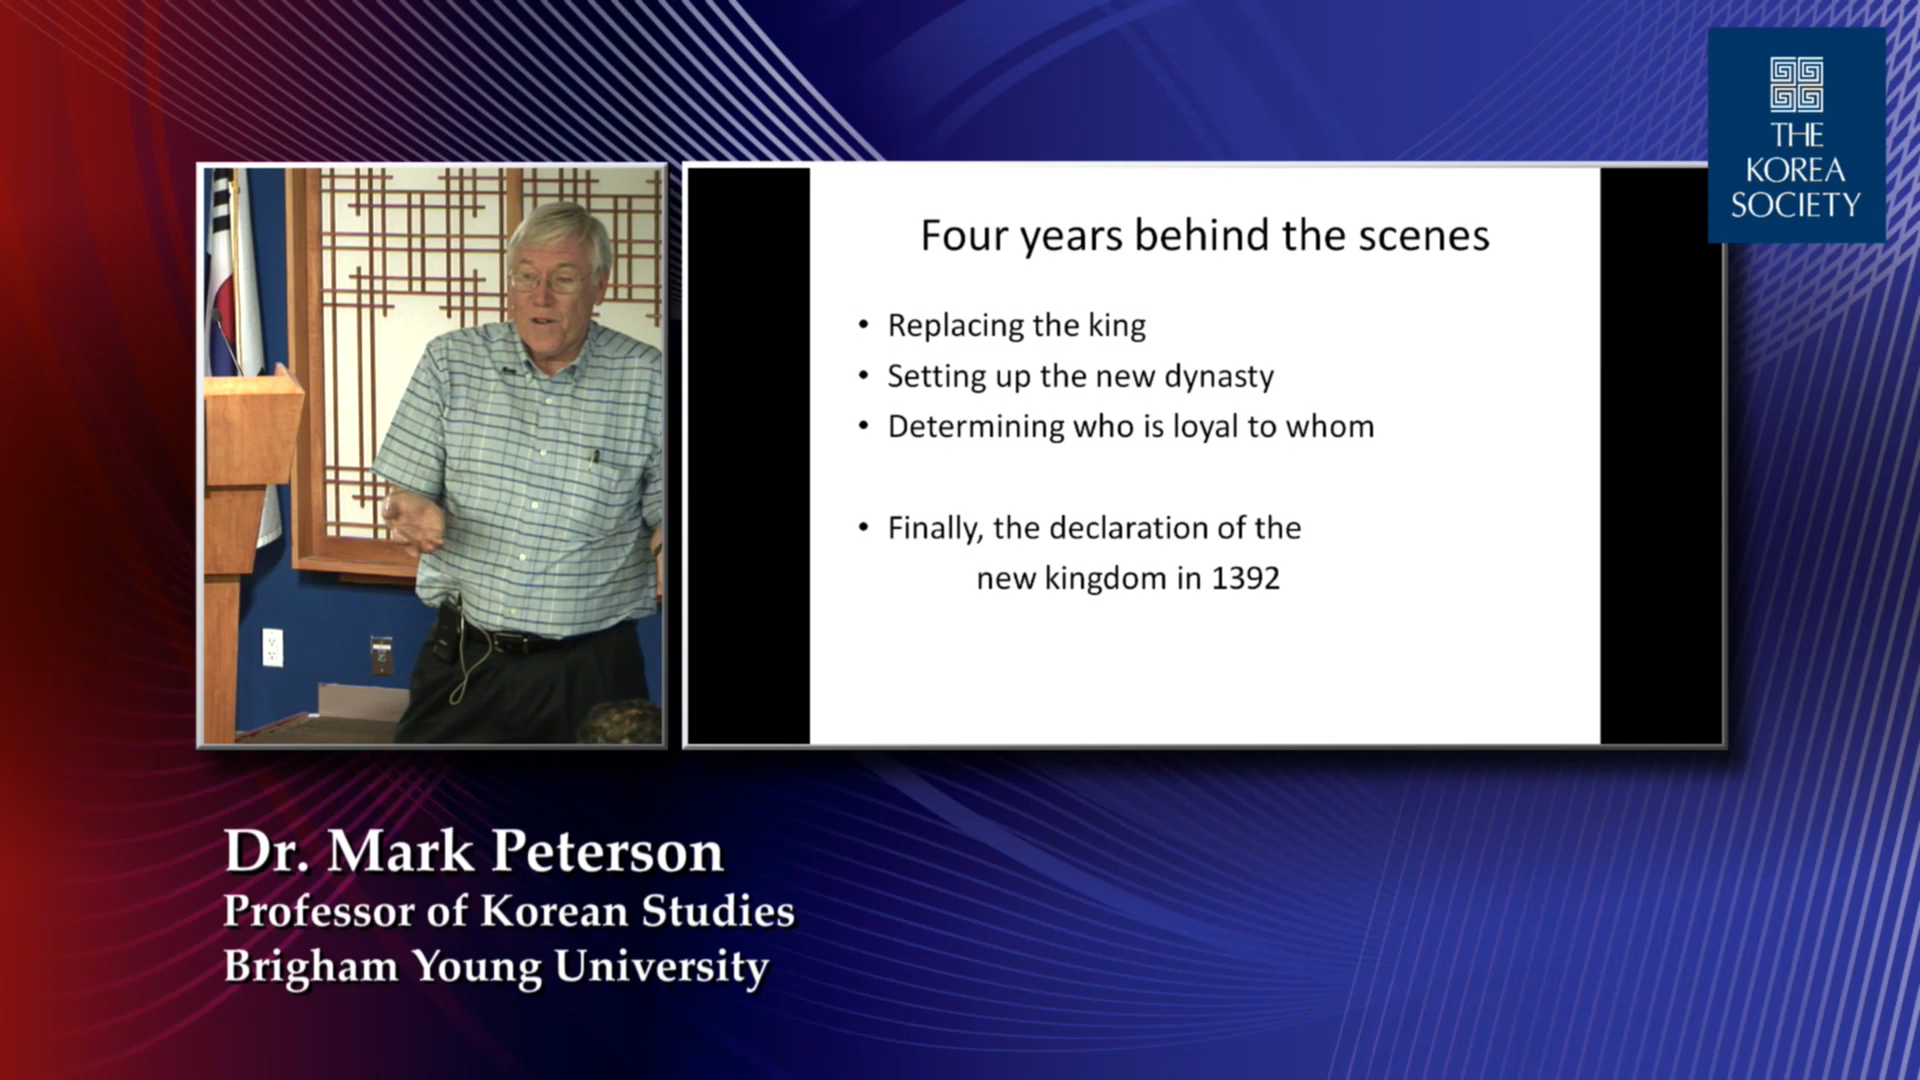 THE
KOREA
SOCIETY
Four years behind the scenes
• Replacing the king
• Setting up the new dynasty
• Determining who is loyal to whom
• Finally, the declaration of the
new kingdom in 1392
Dr. Mark Peterson
Professor of Korean Studies
Brigham Young University